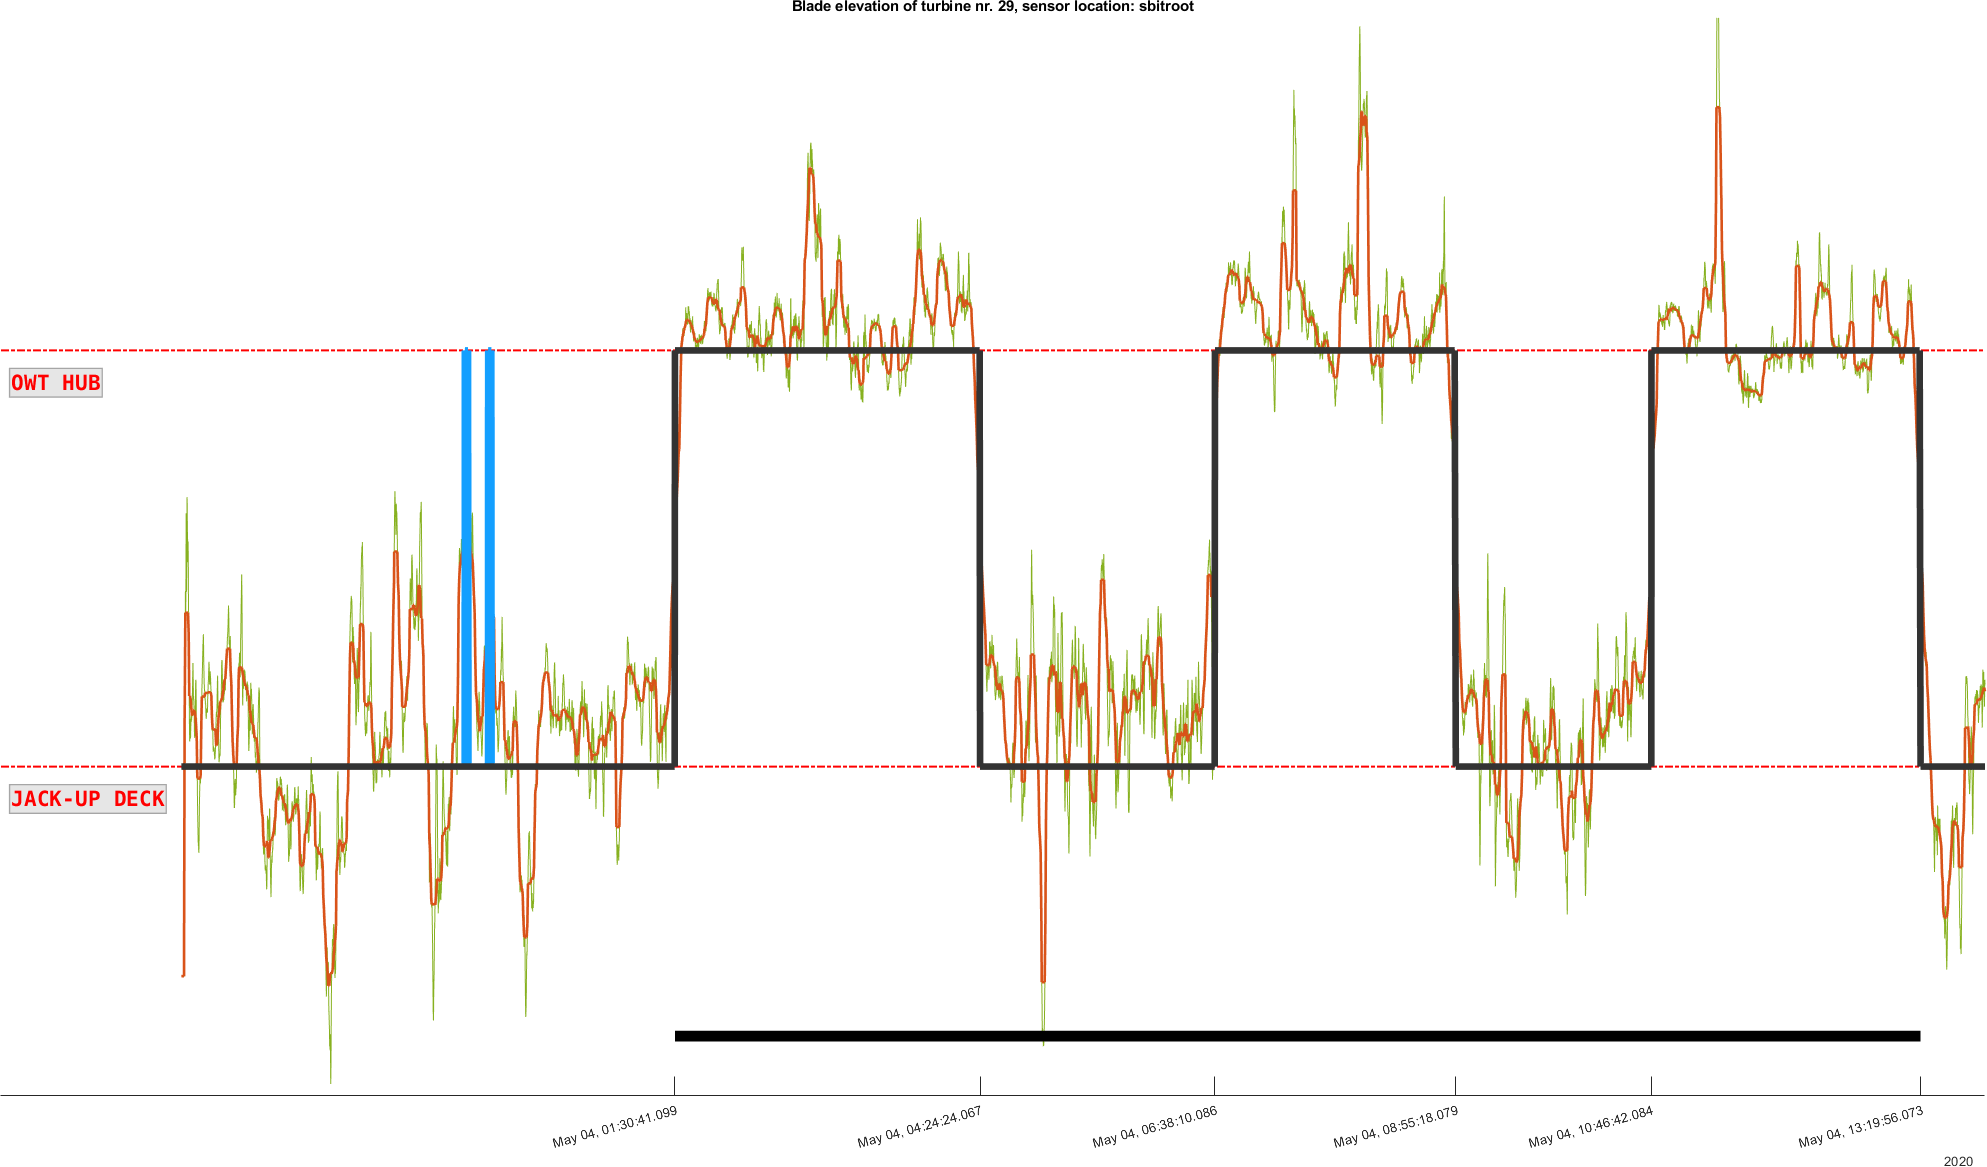 Blade elevation of turbine nr. 29, sensor location: sbitroot
OWT HUB
JACK-UP DECK
May 04, 01:30:41.099
May 04, 04:24:24.067
May 04, 06:38:10.086
May 04, 08:55:18.079
May 04, 10:46:42.084
May 04, 13:19:56.073
2020